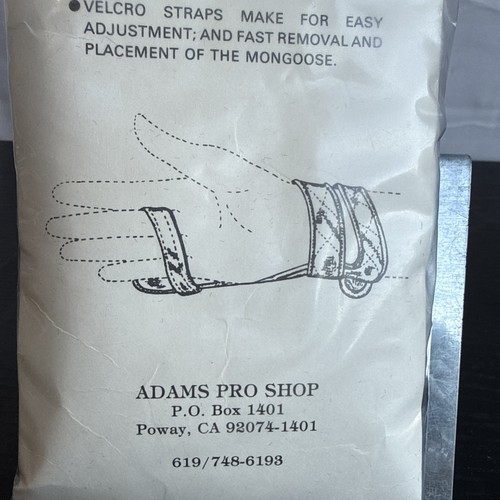 ●VELCRO STRAPS MAKE FOR EASY
ADJUSTMENT; AND FAST REMOVAL AND
PLACEMENT OF THE MONGOOSE.
ADAMS PRO SHOP
P.O. Box 1401
Poway, CA 92074-1401
619/748-6193